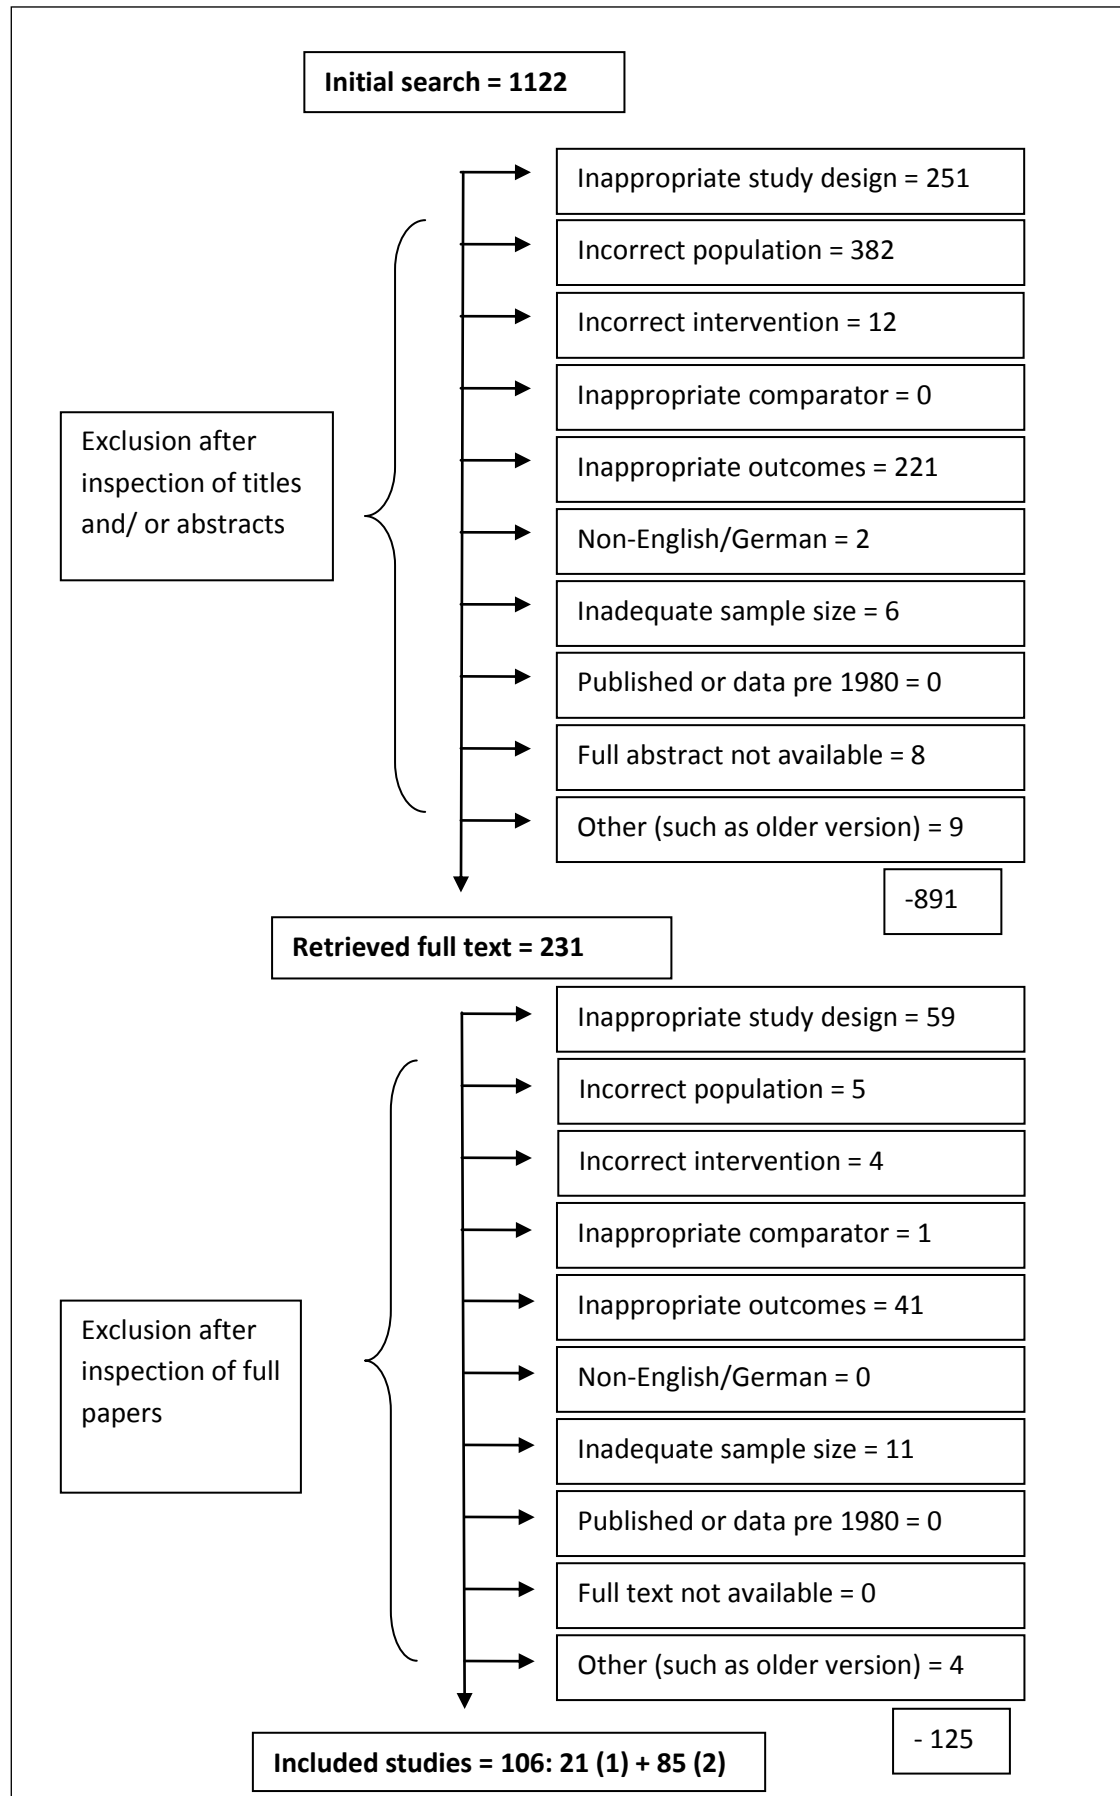 Initial search = 1122
Inappropriate study design = 251
Incorrect population = 382
Incorrect intervention = 12
Inappropriate comparator = 0
Exclusion after
inspection of titles
and/ or abstracts
Inappropriate outcomes = 221
Non-English/German = 2
Inadequate sample size = 6
Published or data pre 1980 = 0
Full abstract not available = 8
Other (such as older version) = 9
-891
Retrieved full text = 231
Inappropriate study design = 59
Incorrect population = 5
Incorrect intervention = 4
Inappropriate comparator = 1
Exclusion after
inspection of full
papers
Inappropriate outcomes = 41
Non-English/German = 0
Inadequate sample size = 11
Published or data pre 1980 = 0
Full text not available = 0
Other (such as older version) = 4
- 125
Included studies = 106: 21 (1) + 85 (2)